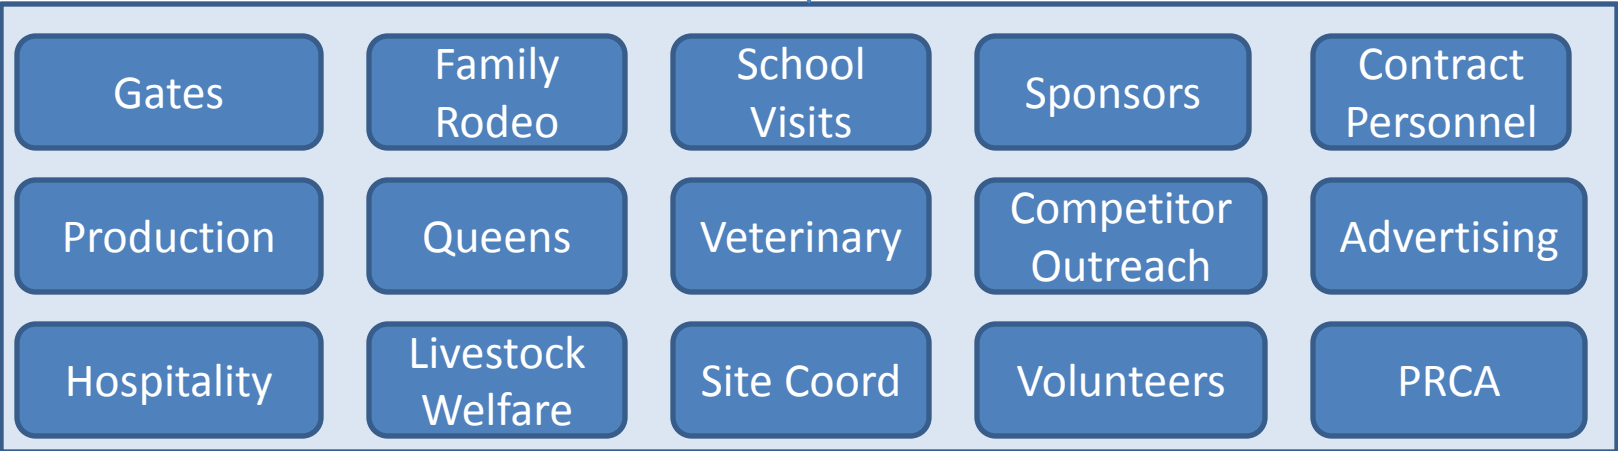 Gates
Family
Rodeo
School
Visits
Sponsors
Contract
Personnel
Production
Queens
Veterinary
Competitor
Outreach
Advertising
Hospitality
Livestock
Welfare
Site Coord
Volunteers
PRCA